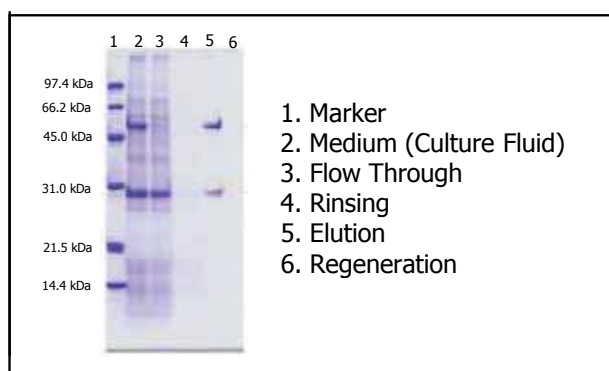 1 2 3 4 5 6
97.4 kDa
66.2 kDa
45.0 kDa
31.0 kDa
21.5 kDa
14.4 kDa
1. Marker
2. Medium (Culture Fluid)
3. Flow Through
4. Rinsing
5. Elution
6. Regeneration